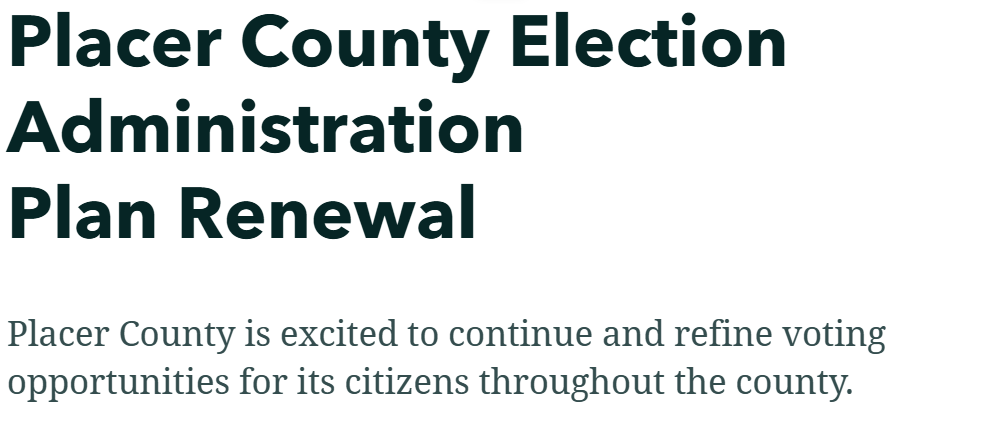 Placer County Election
Administration
Plan Renewal
Placer County is excited to continue and refine voting
opportunities for its citizens throughout the county.